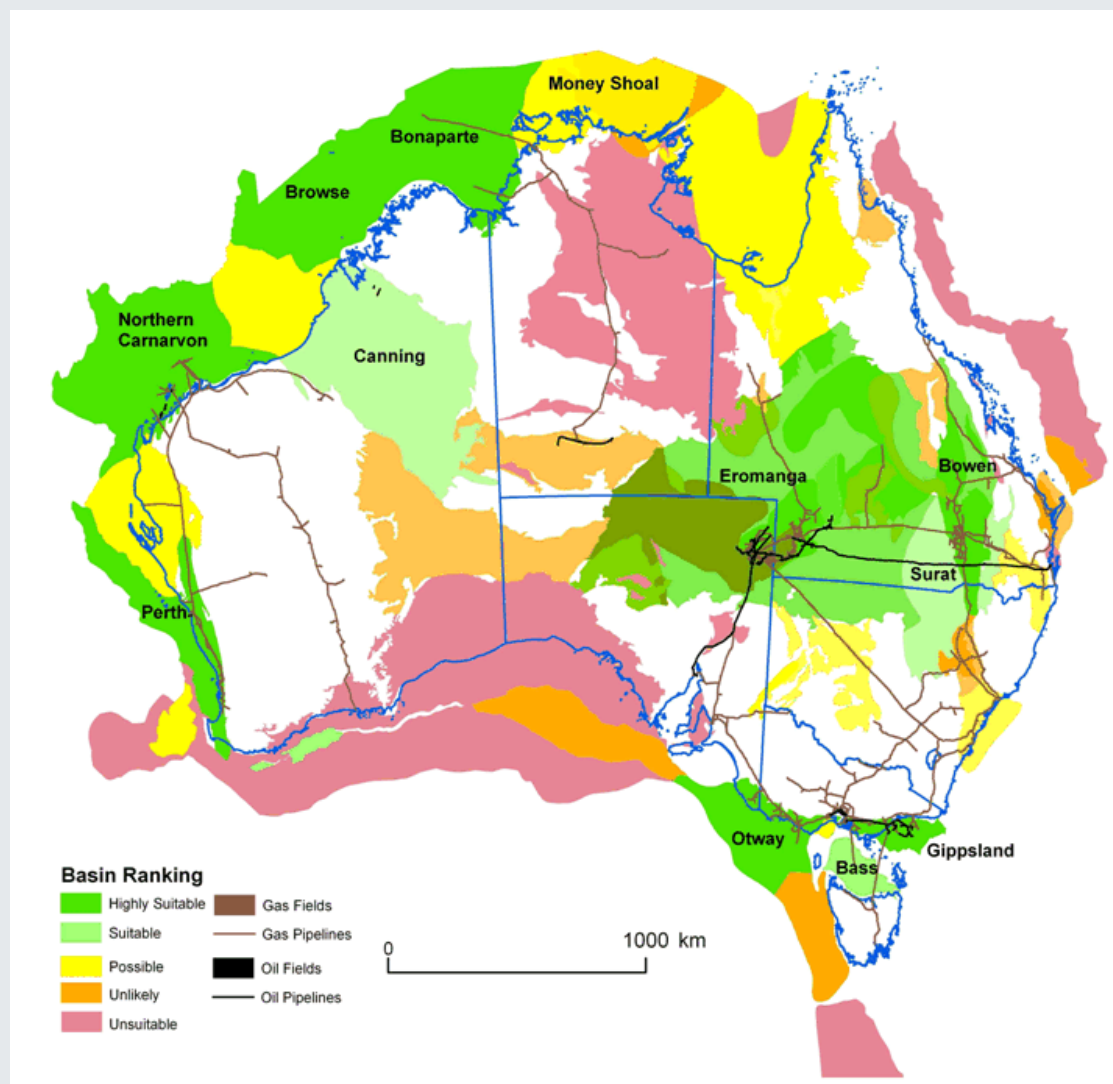 Money Shoal
Bonaparte
Browse
Northern
Carnarvon
Canning
Eromanga
Bowen
Surat
Perth
Otway
Gippsland
Bass
Basin Ranking
Highly Suitable
Suitable
Possible
Unlikely
Unsuitable
Gas Fields
Gas Pipelines
Oil Fields
Oil Pipelines
0
1000 km